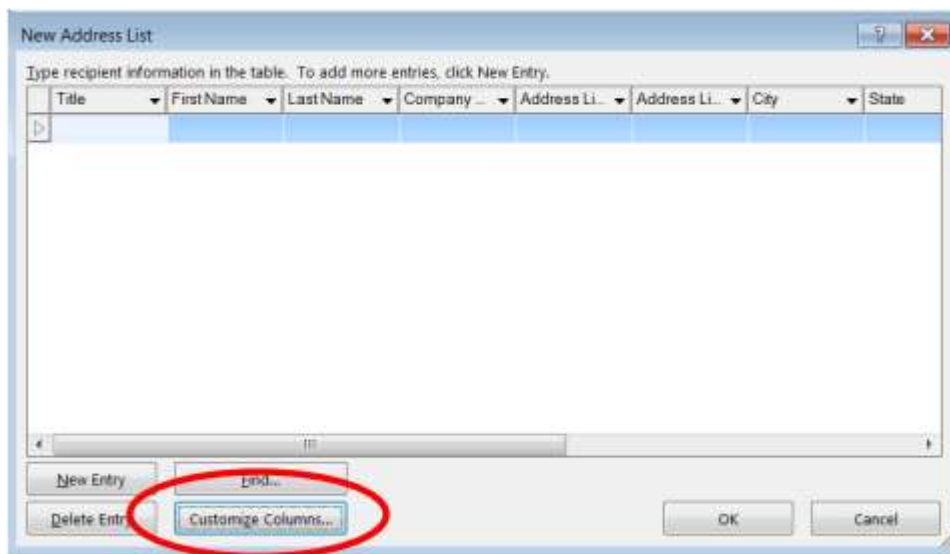 New Address List
Type recipient information in the table. To add more entries, click New Entry.
Title First Name Last Name Company ... Address Li... Address Li... City State
New Entry Find...
Delete Entry Customize Columns... OK Cancel